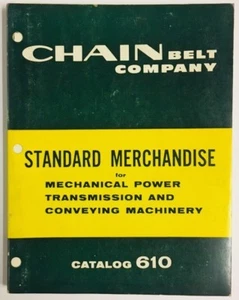 CHAIN BELT
COMPANY
STANDARD MERCHANDISE
for
MECHANICAL POWER
TRANSMISSION AND
CONVEYING MACHINERY
CATALOG 610